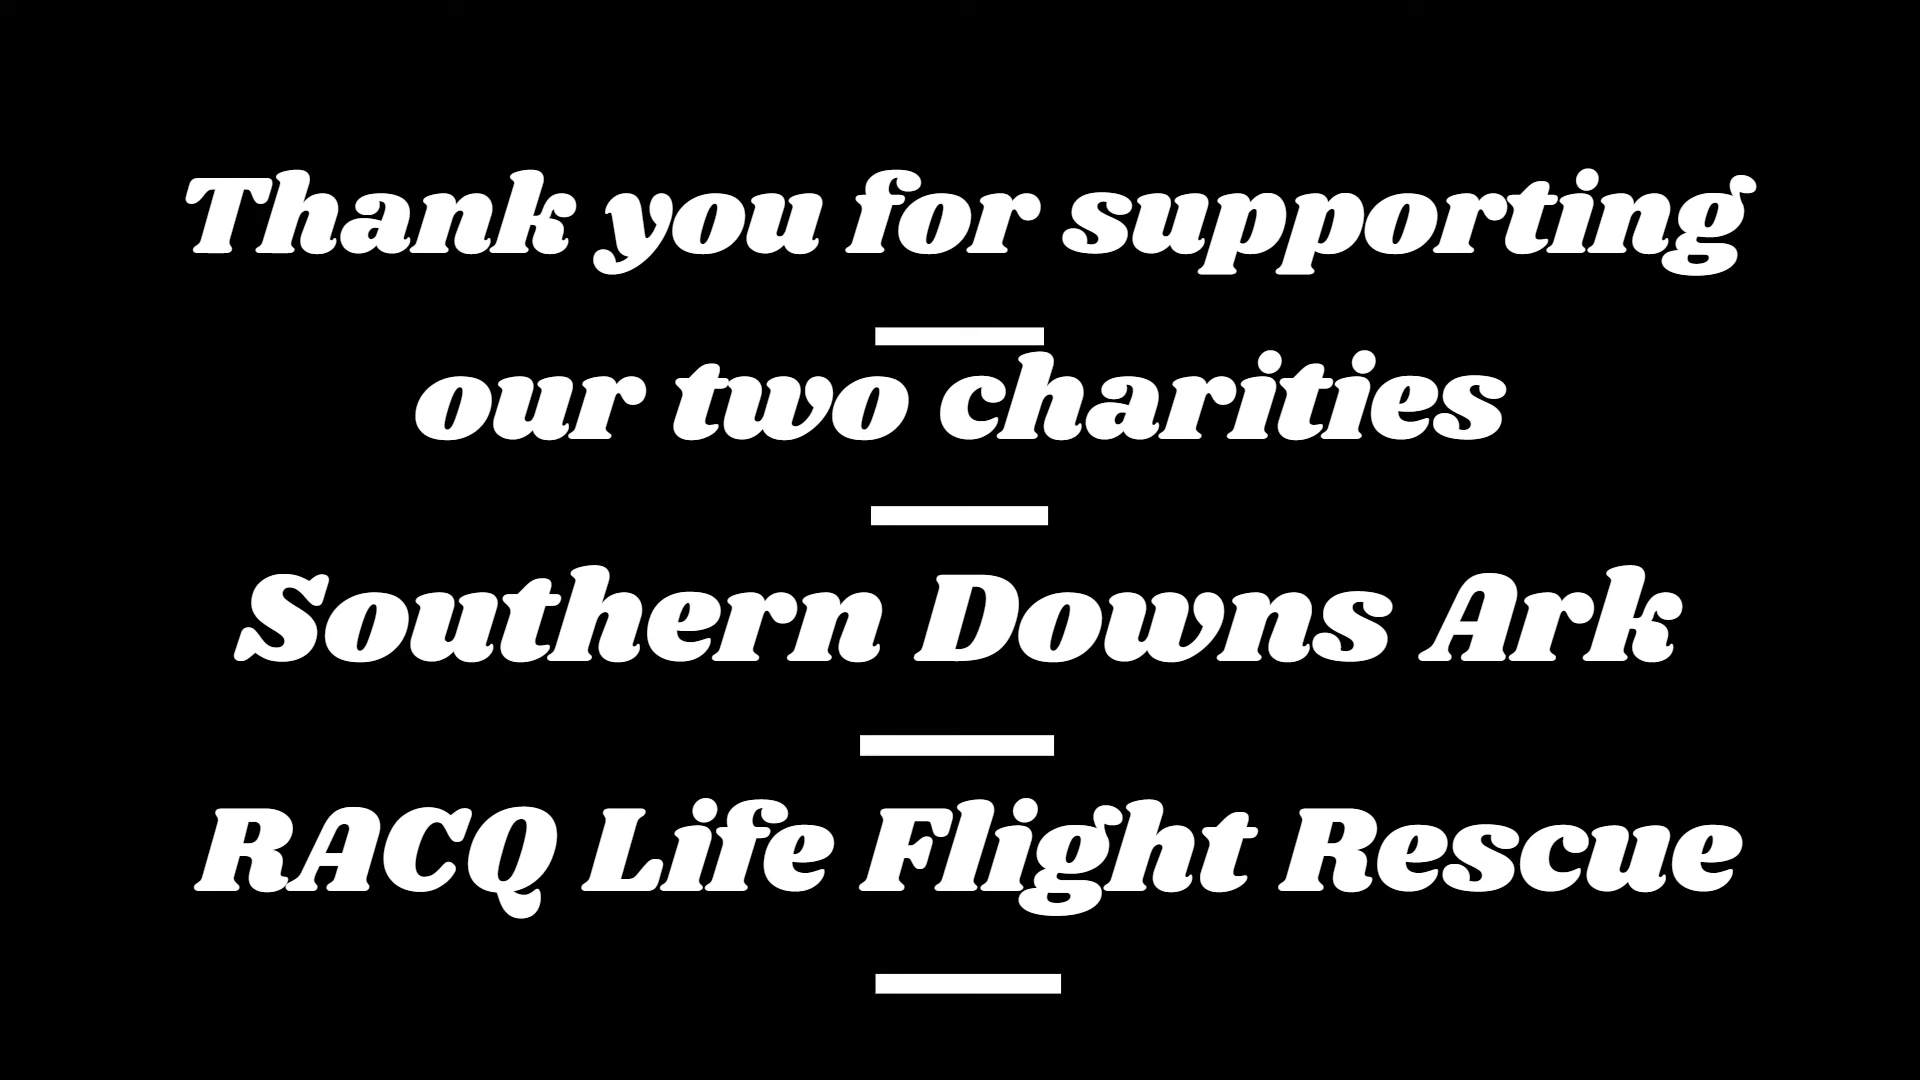 Thank you for supporting
our two charities
Southern Downs Ark
RACQ Life Flight Rescue